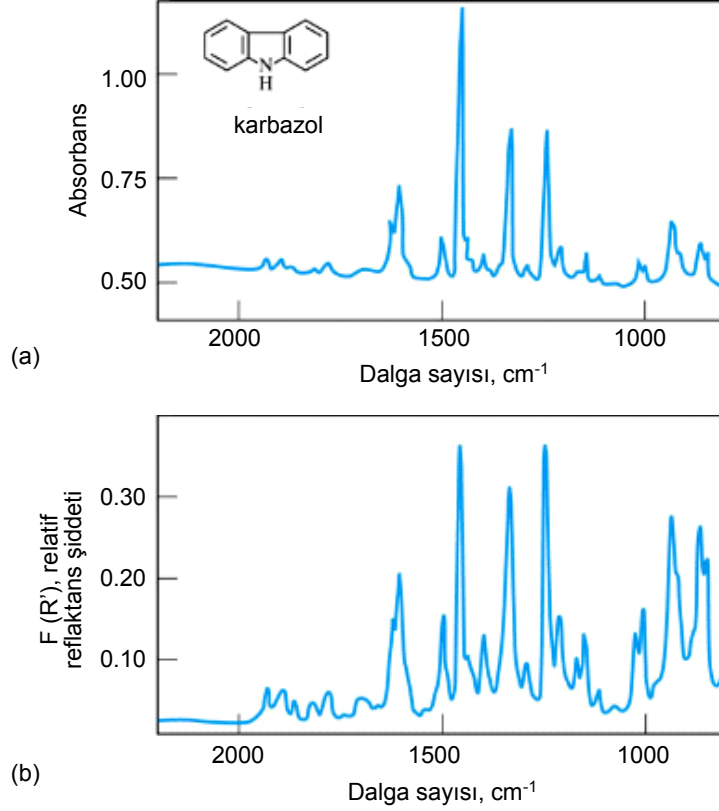 N
H
karbazol
1.00
0.75
0.50
Absorbans
2000
1500
1000
Dalga sayısı, cm-1
(a)
F (R’), relatif
reflaktans şiddeti
0.30
0.20
0.10
2000
1500
1000
Dalga sayısı, cm-1
(b)